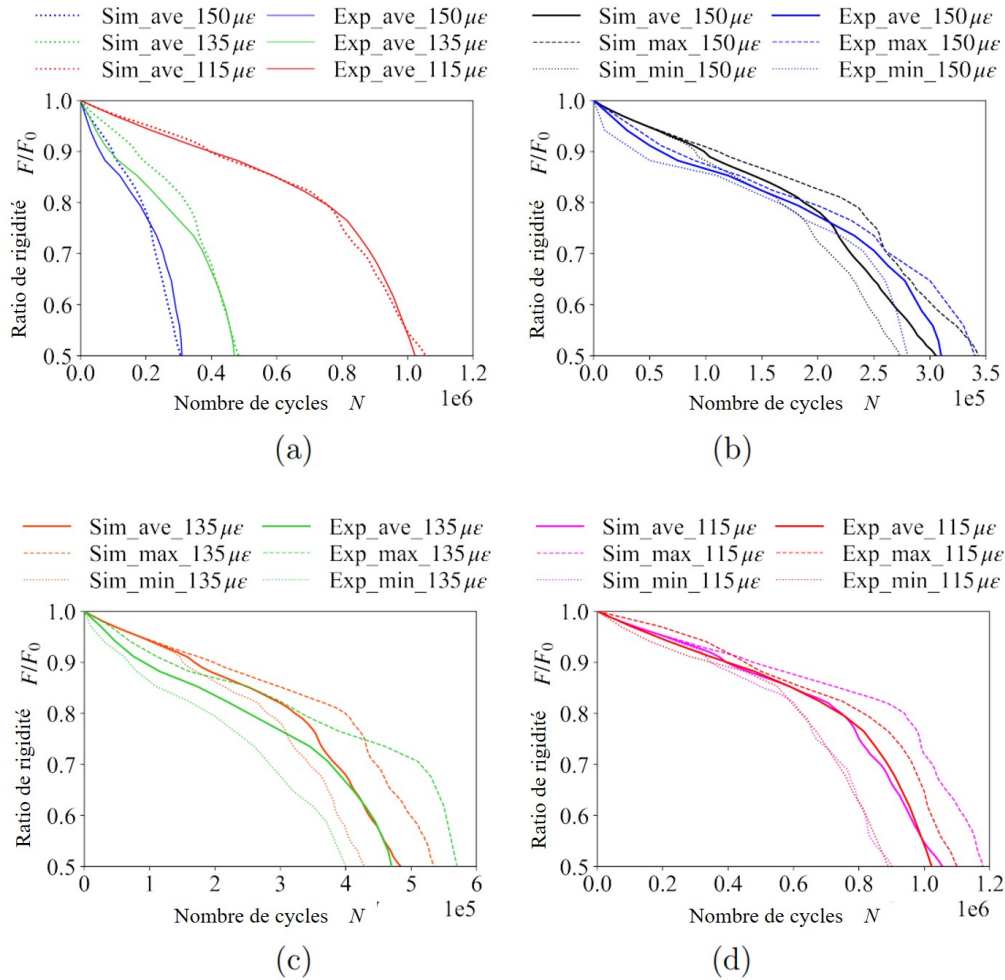 Sim_ave_150με Exp_ave_150με
Sim_ave_135με Exp_ave_135με
Sim_ave_115με Exp_ave_115με
1.0
0.9
0.8
0.7
0.6
0.5
Ratio de rigidité F/F0
0.0 0.2 0.4 0.6 0.8 1.0 1.2
Nombre de cycles N 1e6
(a)
Sim_ave_150με Exp_ave_150με
Sim_max_150με Exp_max_150με
Sim_min_150με Exp_min_150με
1.0
0.9
0.8
0.7
0.6
0.5
Ratio de rigidité F/F0
0.0 0.5 1.0 1.5 2.0 2.5 3.0 3.5
Nombre de cycles N 1e5
(b)
Sim_ave_135με Exp_ave_135με
Sim_max_135με Exp_max_135με
Sim_min_135με Exp_min_135με
1.0
0.9
0.8
0.7
0.6
0.5
Ratio de rigidité F/F0
0 1 2 3 4 5 6
Nombre de cycles N 1e5
(c)
Sim_ave_115με Exp_ave_115με
Sim_max_115με Exp_max_115με
Sim_min_115με Exp_min_115με
1.0
0.9
0.8
0.7
0.6
0.5
Ratio de rigidité F/F0
0.0 0.2 0.4 0.6 0.8 1.0 1.2
Nombre de cycles N 1e6
(d)